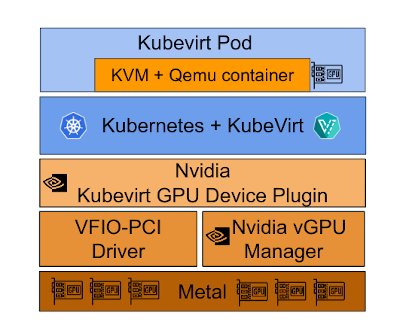 Kubevirt Pod
KVM + Qemu container
GPU
Kubernetes + KubeVirt
Nvidia
Kubevirt GPU Device Plugin
VFIO-PCI
Driver
Nvidia vGPU
Manager
GPU GPU GPU Metal GPU GPU GPU